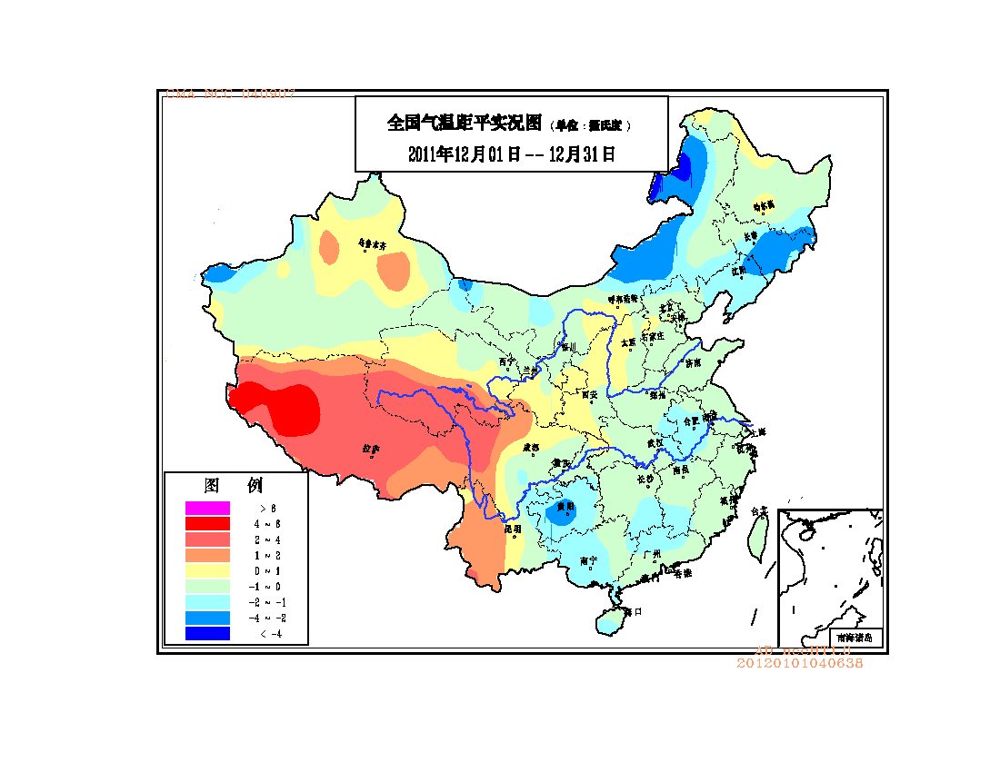 CMA NCC 040902
全国气温距平实况图 (单位:摄氏度)
2011年12月01日--12月31日
哈尔滨
长春
沈阳
乌鲁木齐
呼和浩特
北京
天津
石家庄
太原
银川
西宁
兰州
济南
郑州
西安
合肥 南京
上海
武汉
杭州
成都
重庆
拉萨
南昌
长沙
贵阳
福州
台北
昆明
南宁
广州
香港
澳门
海口
图 例
> 6
4 ~ 6
2 ~ 4
1 ~ 2
0 ~ 1
-1 ~ 0
-2 ~ -1
-4 ~ -2
< -4
南海诸岛
20120101040638